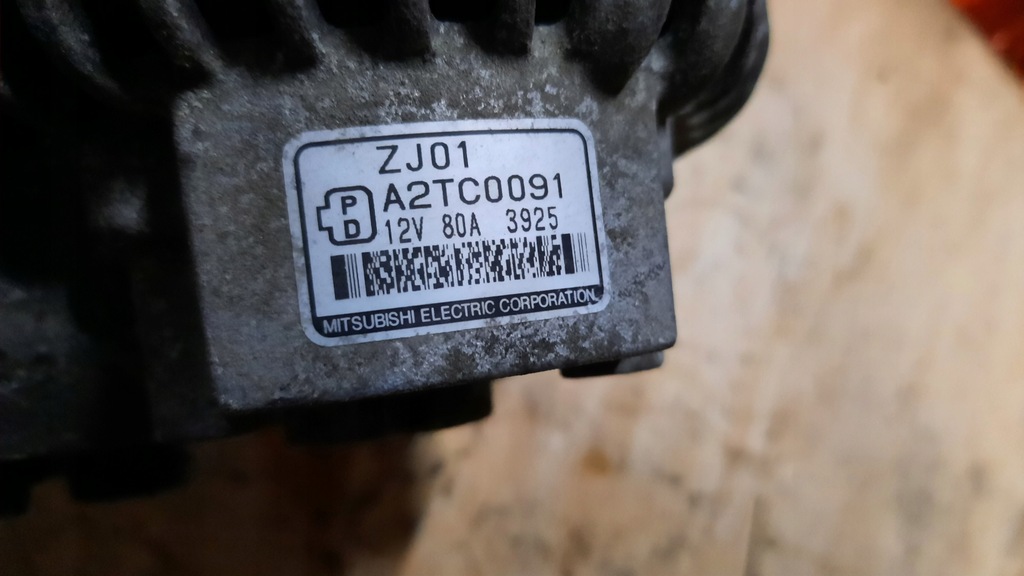 ZJ01
A2TC0091
P
D
12V 80A 3925
MITSUBISHI ELECTRIC CORPORATION.